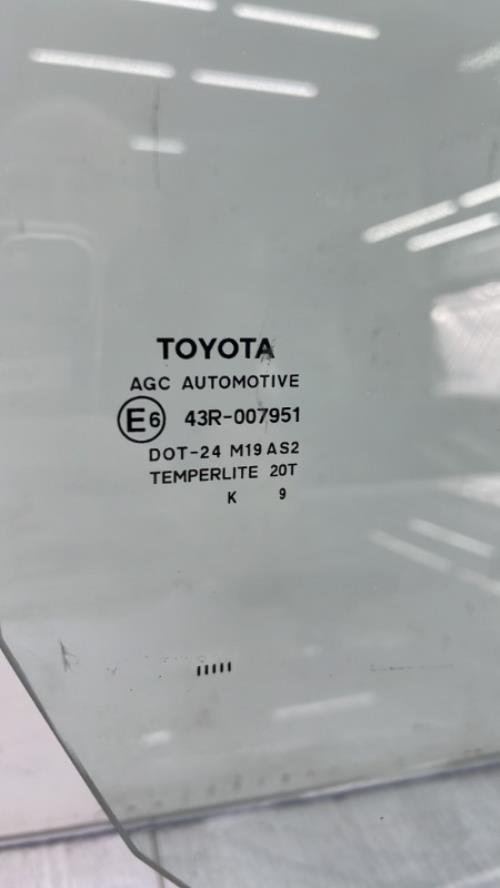 TOYOTA
AGC AUTOMOTIVE
E6 43R-007951
DOT-24 M19 AS2
TEMPERLITE 20T
K 9